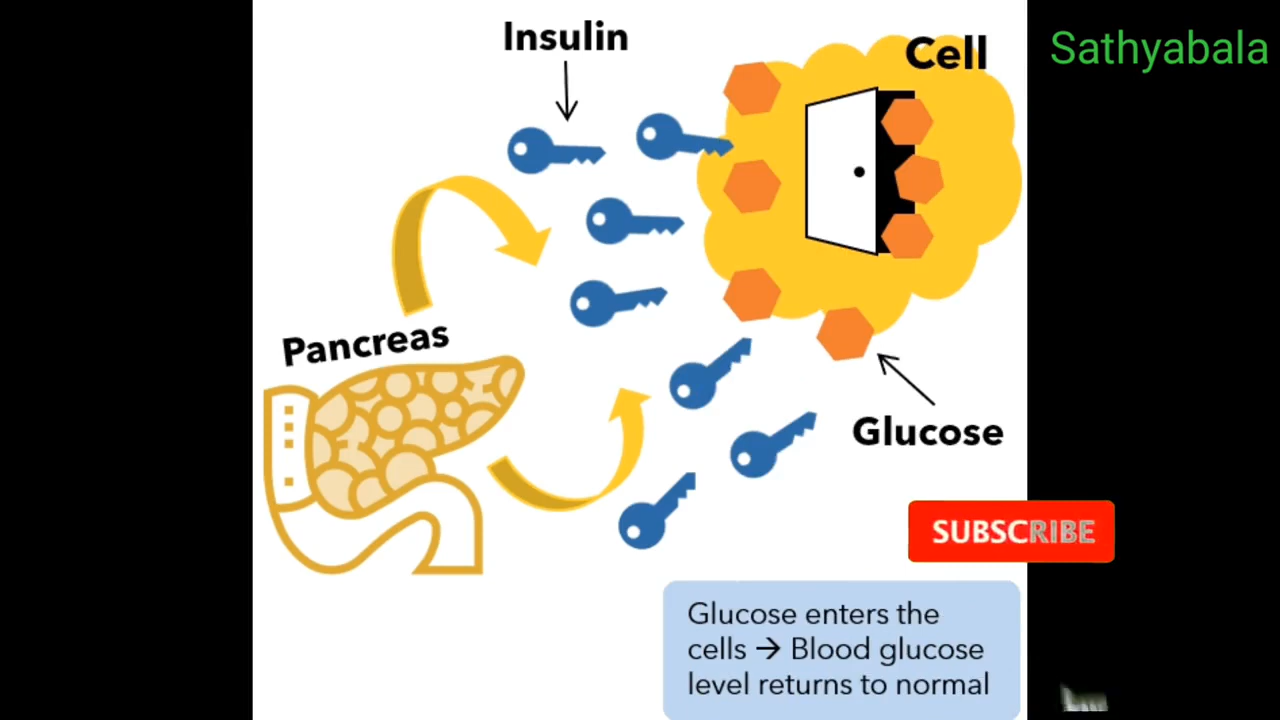 Insulin
Cell
Sathyabala
Pancreas
Glucose
SUBSCRIBE
Glucose enters the
cells → Blood glucose
level returns to normal